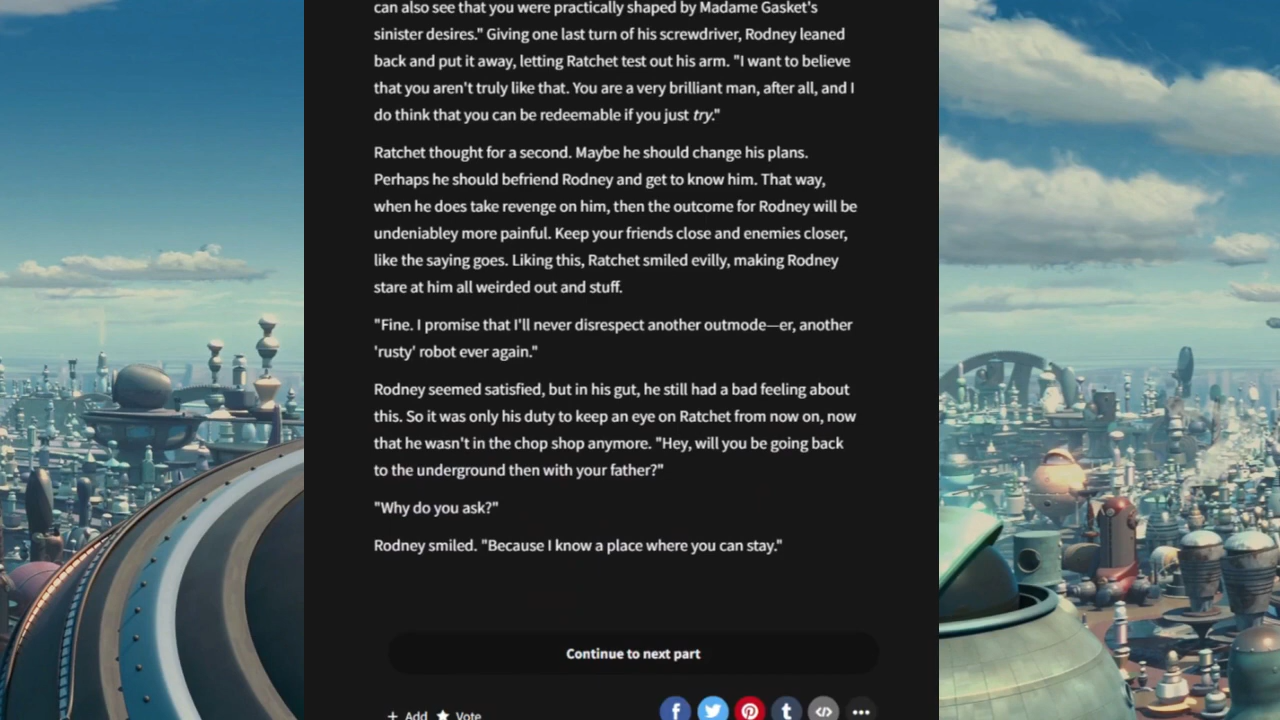 can also see that you were practically shaped by Madame Gasket's
sinister desires." Giving one last turn of his screwdriver, Rodney leaned
back and put it away, letting Ratchet test out his arm. "I want to believe
that you aren't truly like that. You are a very brilliant man, after all, and I
do think that you can be redeemable if you just try."
Ratchet thought for a second. Maybe he should change his plans.
Perhaps he should befriend Rodney and get to know him. That way,
when he does take revenge on him, then the outcome for Rodney will be
undeniabley more painful. Keep your friends close and enemies closer,
like the saying goes. Liking this, Ratchet smiled evilly, making Rodney
stare at him all weirded out and stuff.
"Fine. I promise that I'll never disrespect another outmode—er, another
'rusty' robot ever again."
Rodney seemed satisfied, but in his gut, he still had a bad feeling about
this. So it was only his duty to keep an eye on Ratchet from now on, now
that he wasn't in the chop shop anymore. "Hey, will you be going back
to the underground then with your father?"
"Why do you ask?"
Rodney smiled. "Because I know a place where you can stay."
Continue to next part
+ Add ★ Vote